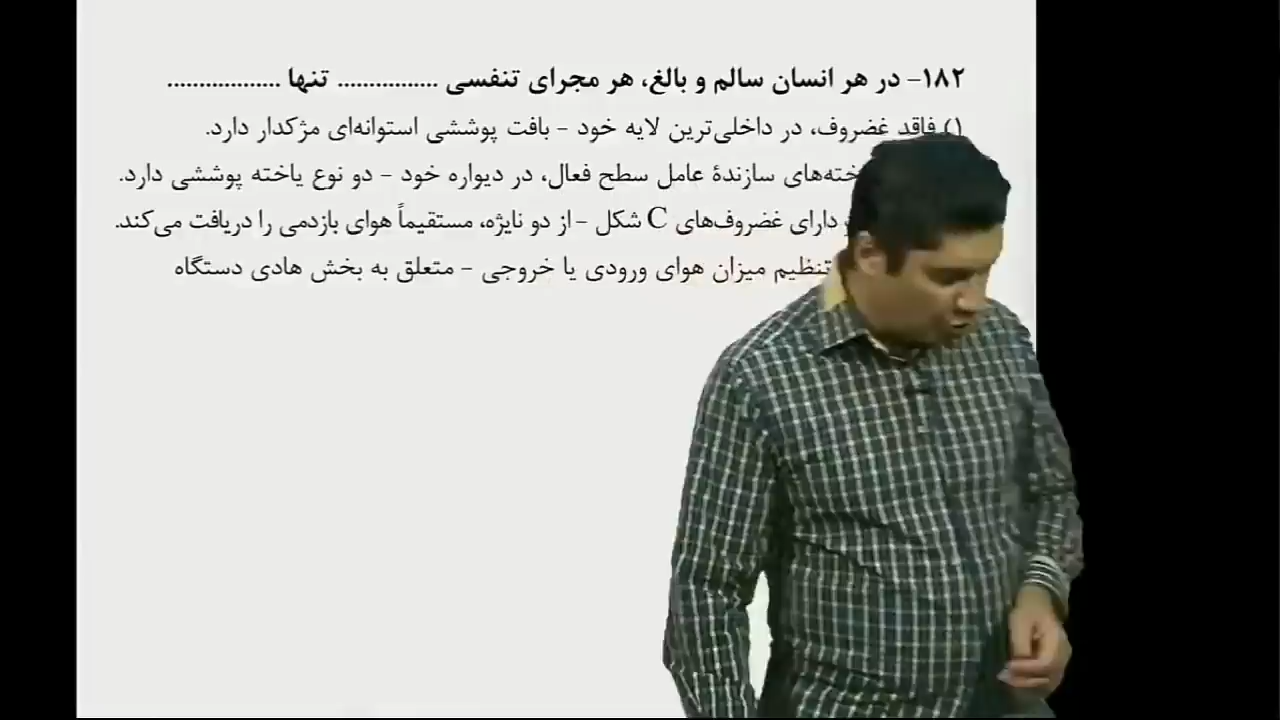 ۱۸۲- در هر انسان سالم و بالغ، هر مجرای تنفسی ................ تنها ..................
۱) فاقد غضروف، در داخلی‌ترین لایه خود - بافت پوششی استوانه‌ای مژکدار دارد.
سازندهٔ عامل سطح فعال، در دیواره خود - دو نوع یاخته پوششی دارد.
دارای غضروف‌های C شکل - از دو نایژه، مستقیماً هوای بازدمی را دریافت می‌کند.
تنظیم میزان هوای ورودی یا خروجی - متعلق به بخش هادی دستگاه